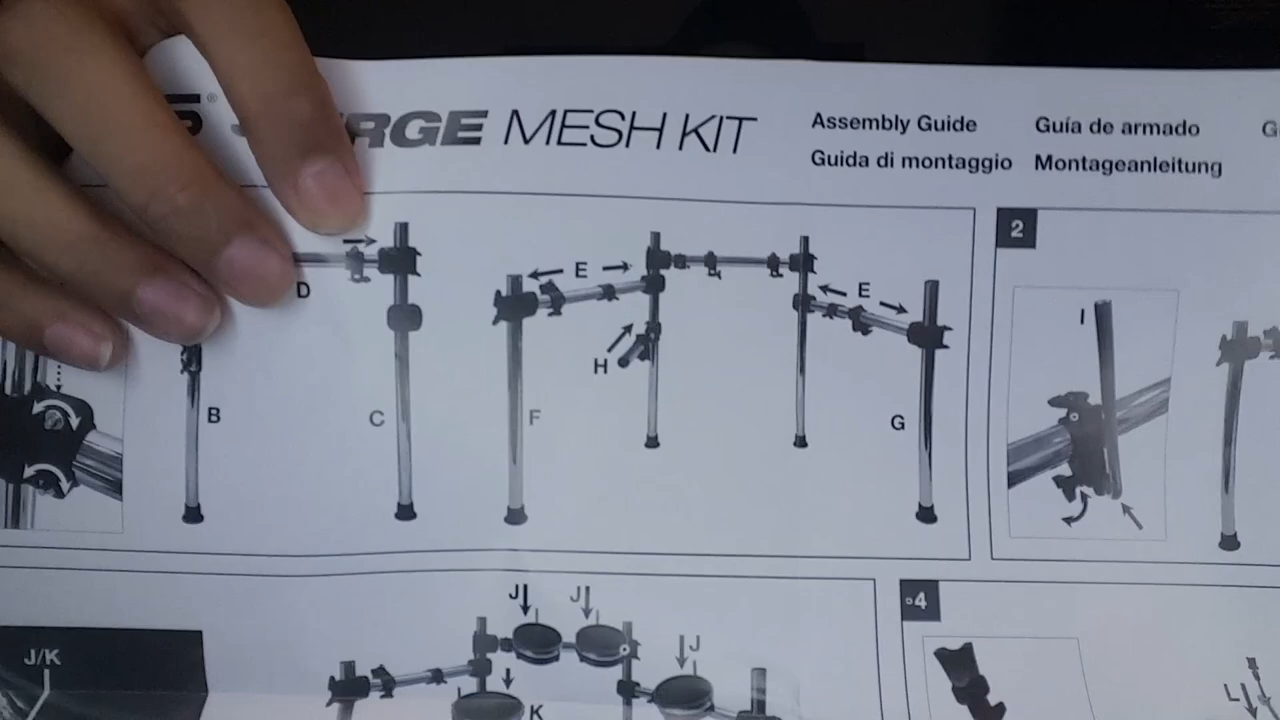 MESH KIT
Assembly Guide
Guía de armado
Guida di montaggio
Montageanleitung
2
D
E
E
I
H
B
C
F
G
J
J
4
J
J/K
K
L